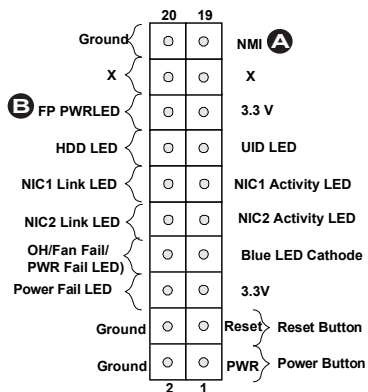 20 19
Ground NMI A
X X
B FP PWRLED 3.3 V
HDD LED UID LED
NIC1 Link LED NIC1 Activity LED
NIC2 Link LED NIC2 Activity LED
OH/Fan Fail/
PWR Fail LED) Blue LED Cathode
Power Fail LED 3.3V
Ground Reset Reset Button
Ground PWR Power Button
2 1